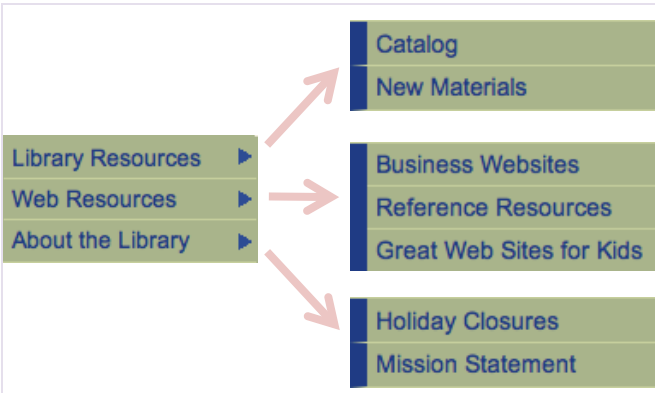 Library Resources
Web Resources
About the Library
Catalog
New Materials
Business Websites
Reference Resources
Great Web Sites for Kids
Holiday Closures
Mission Statement